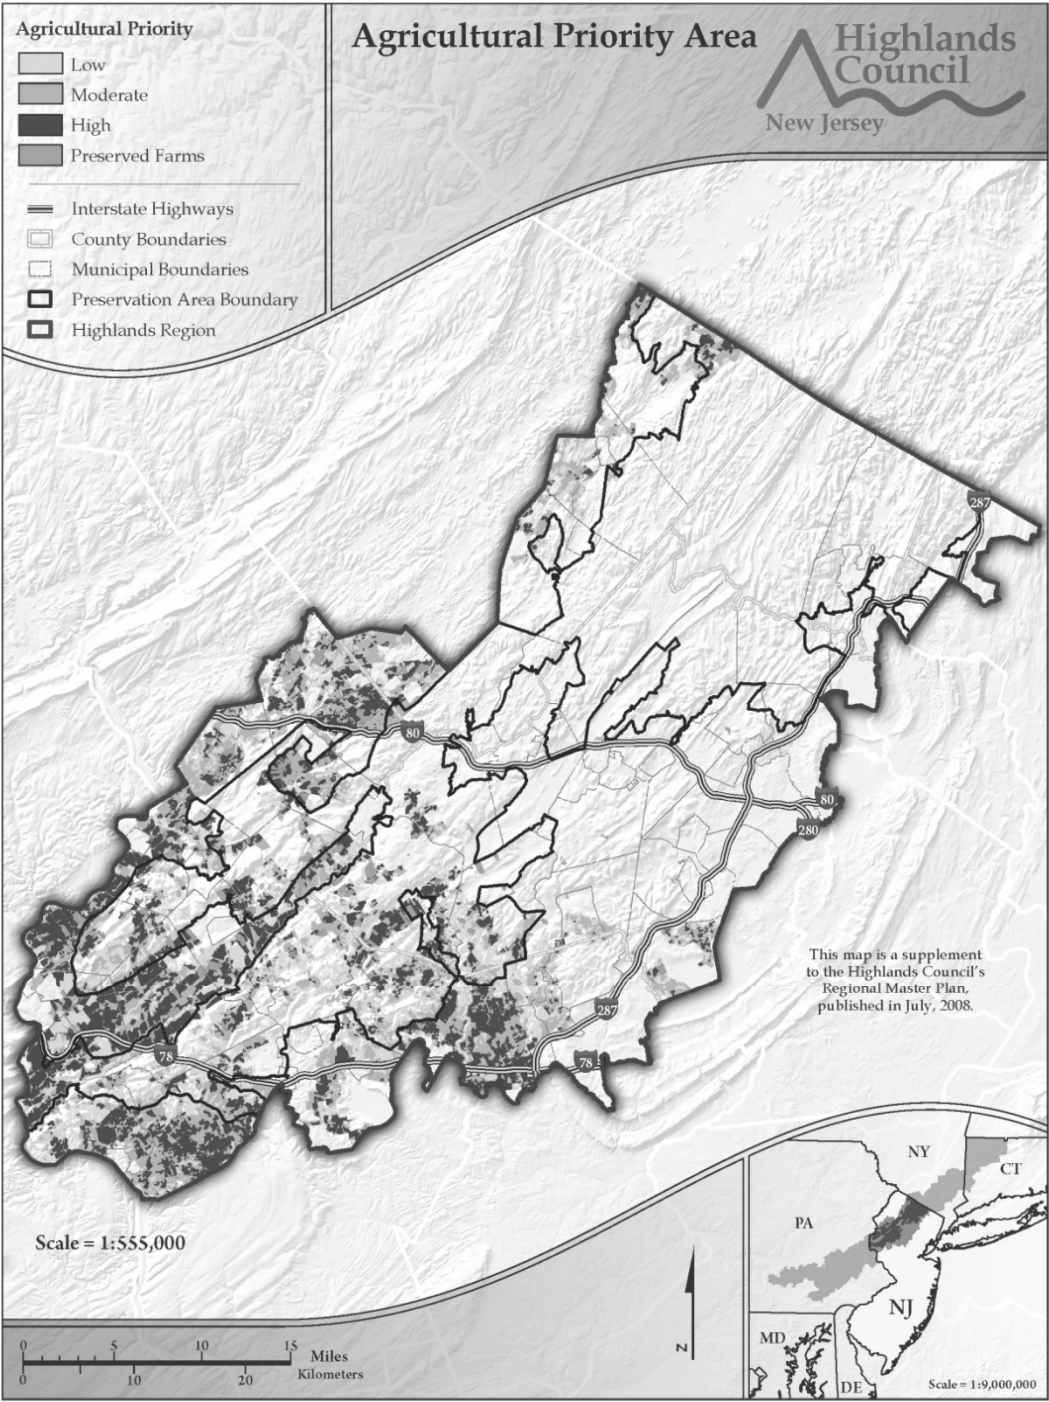 Agricultural Priority
Low
Moderate
High
Preserved Farms
Interstate Highways
County Boundaries
Municipal Boundaries
Preservation Area Boundary
Highlands Region
Agricultural Priority Area
Highlands
Council
New Jersey
287
80
80
280
This map is a supplement
to the Highlands Council's
Regional Master Plan,
published in July, 2008.
287
78
78
Scale = 1:555,000
0 5 10 15
Miles
Kilometers
0 10 20
N
NY
CT
PA
NJ
MD
DE
Scale = 1:9,000,000